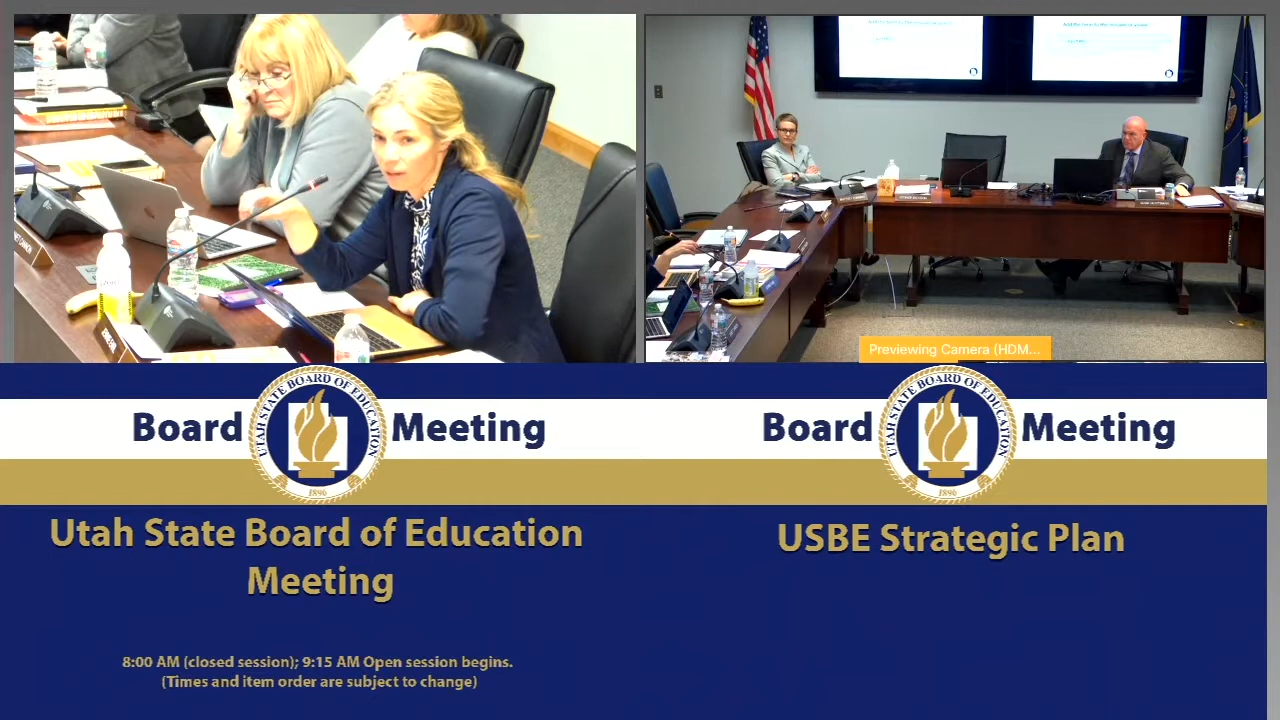 Previewing Camera (HDM...
Board Meeting
UTAH STATE BOARD OF EDUCATION
1896
Utah State Board of Education
Meeting
8:00 AM (closed session); 9:15 AM Open session begins.
(Times and item order are subject to change)
Board Meeting
UTAH STATE BOARD OF EDUCATION
1896
USBE Strategic Plan